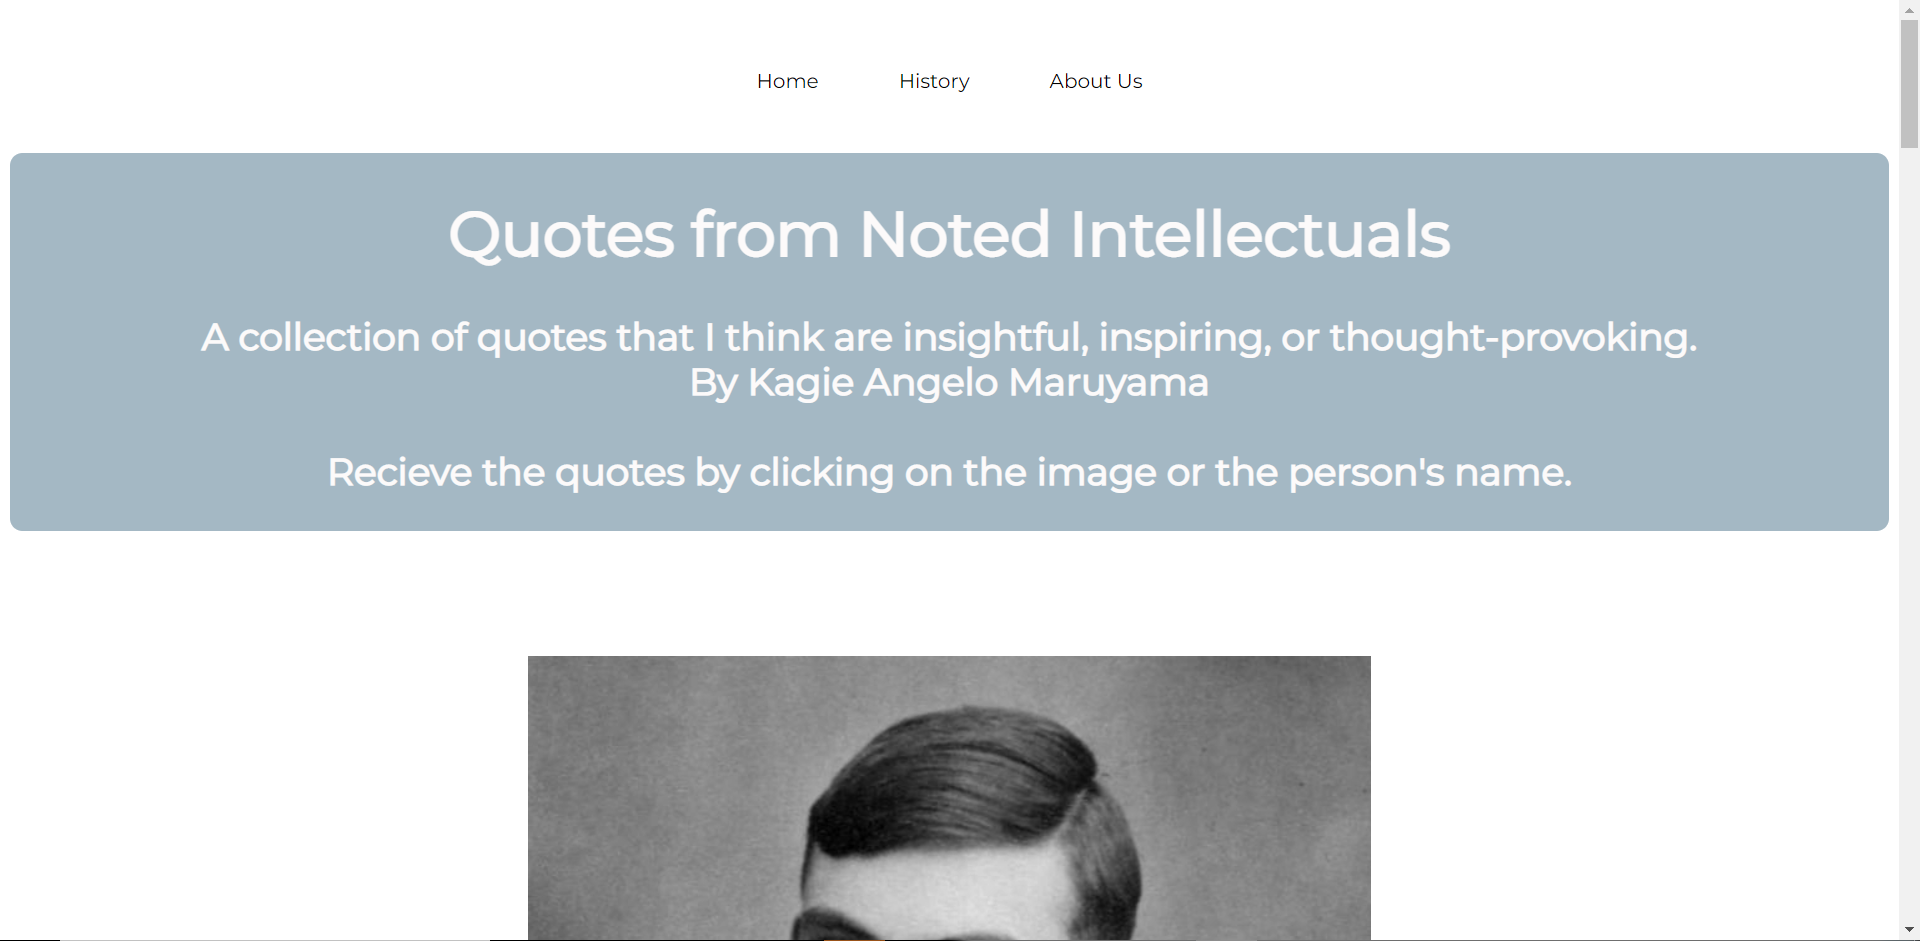 Home History About Us
Quotes from Noted Intellectuals
A collection of quotes that I think are insightful, inspiring, or thought-provoking.
By Kagie Angelo Maruyama
Recieve the quotes by clicking on the image or the person's name.